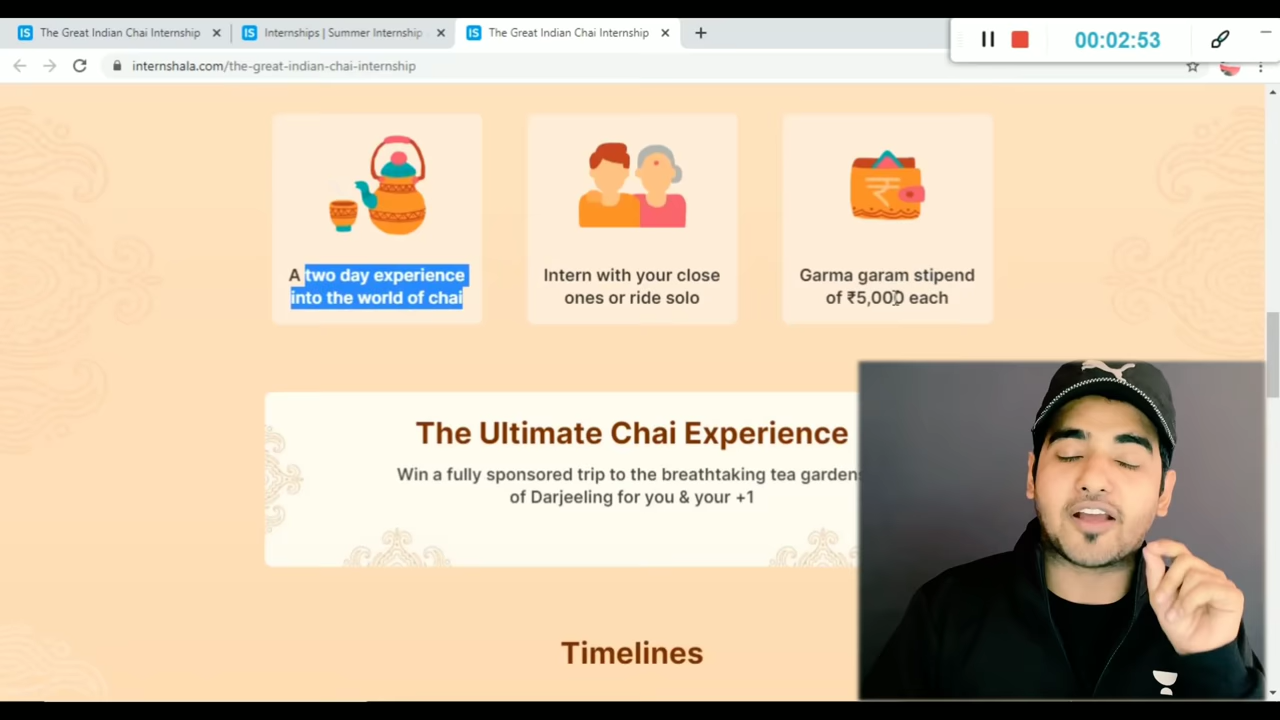 The Great Indian Chai Internship
Internships | Summer Internship
The Great Indian Chai Internship
00:02:53
internshala.com/the-great-indian-chai-internship
A two day experience
into the world of chai
Intern with your close
ones or ride solo
Garma garam stipend
of ₹5,000 each
The Ultimate Chai Experience
Win a fully sponsored trip to the breathtaking tea gardens
of Darjeeling for you & your +1
Timelines